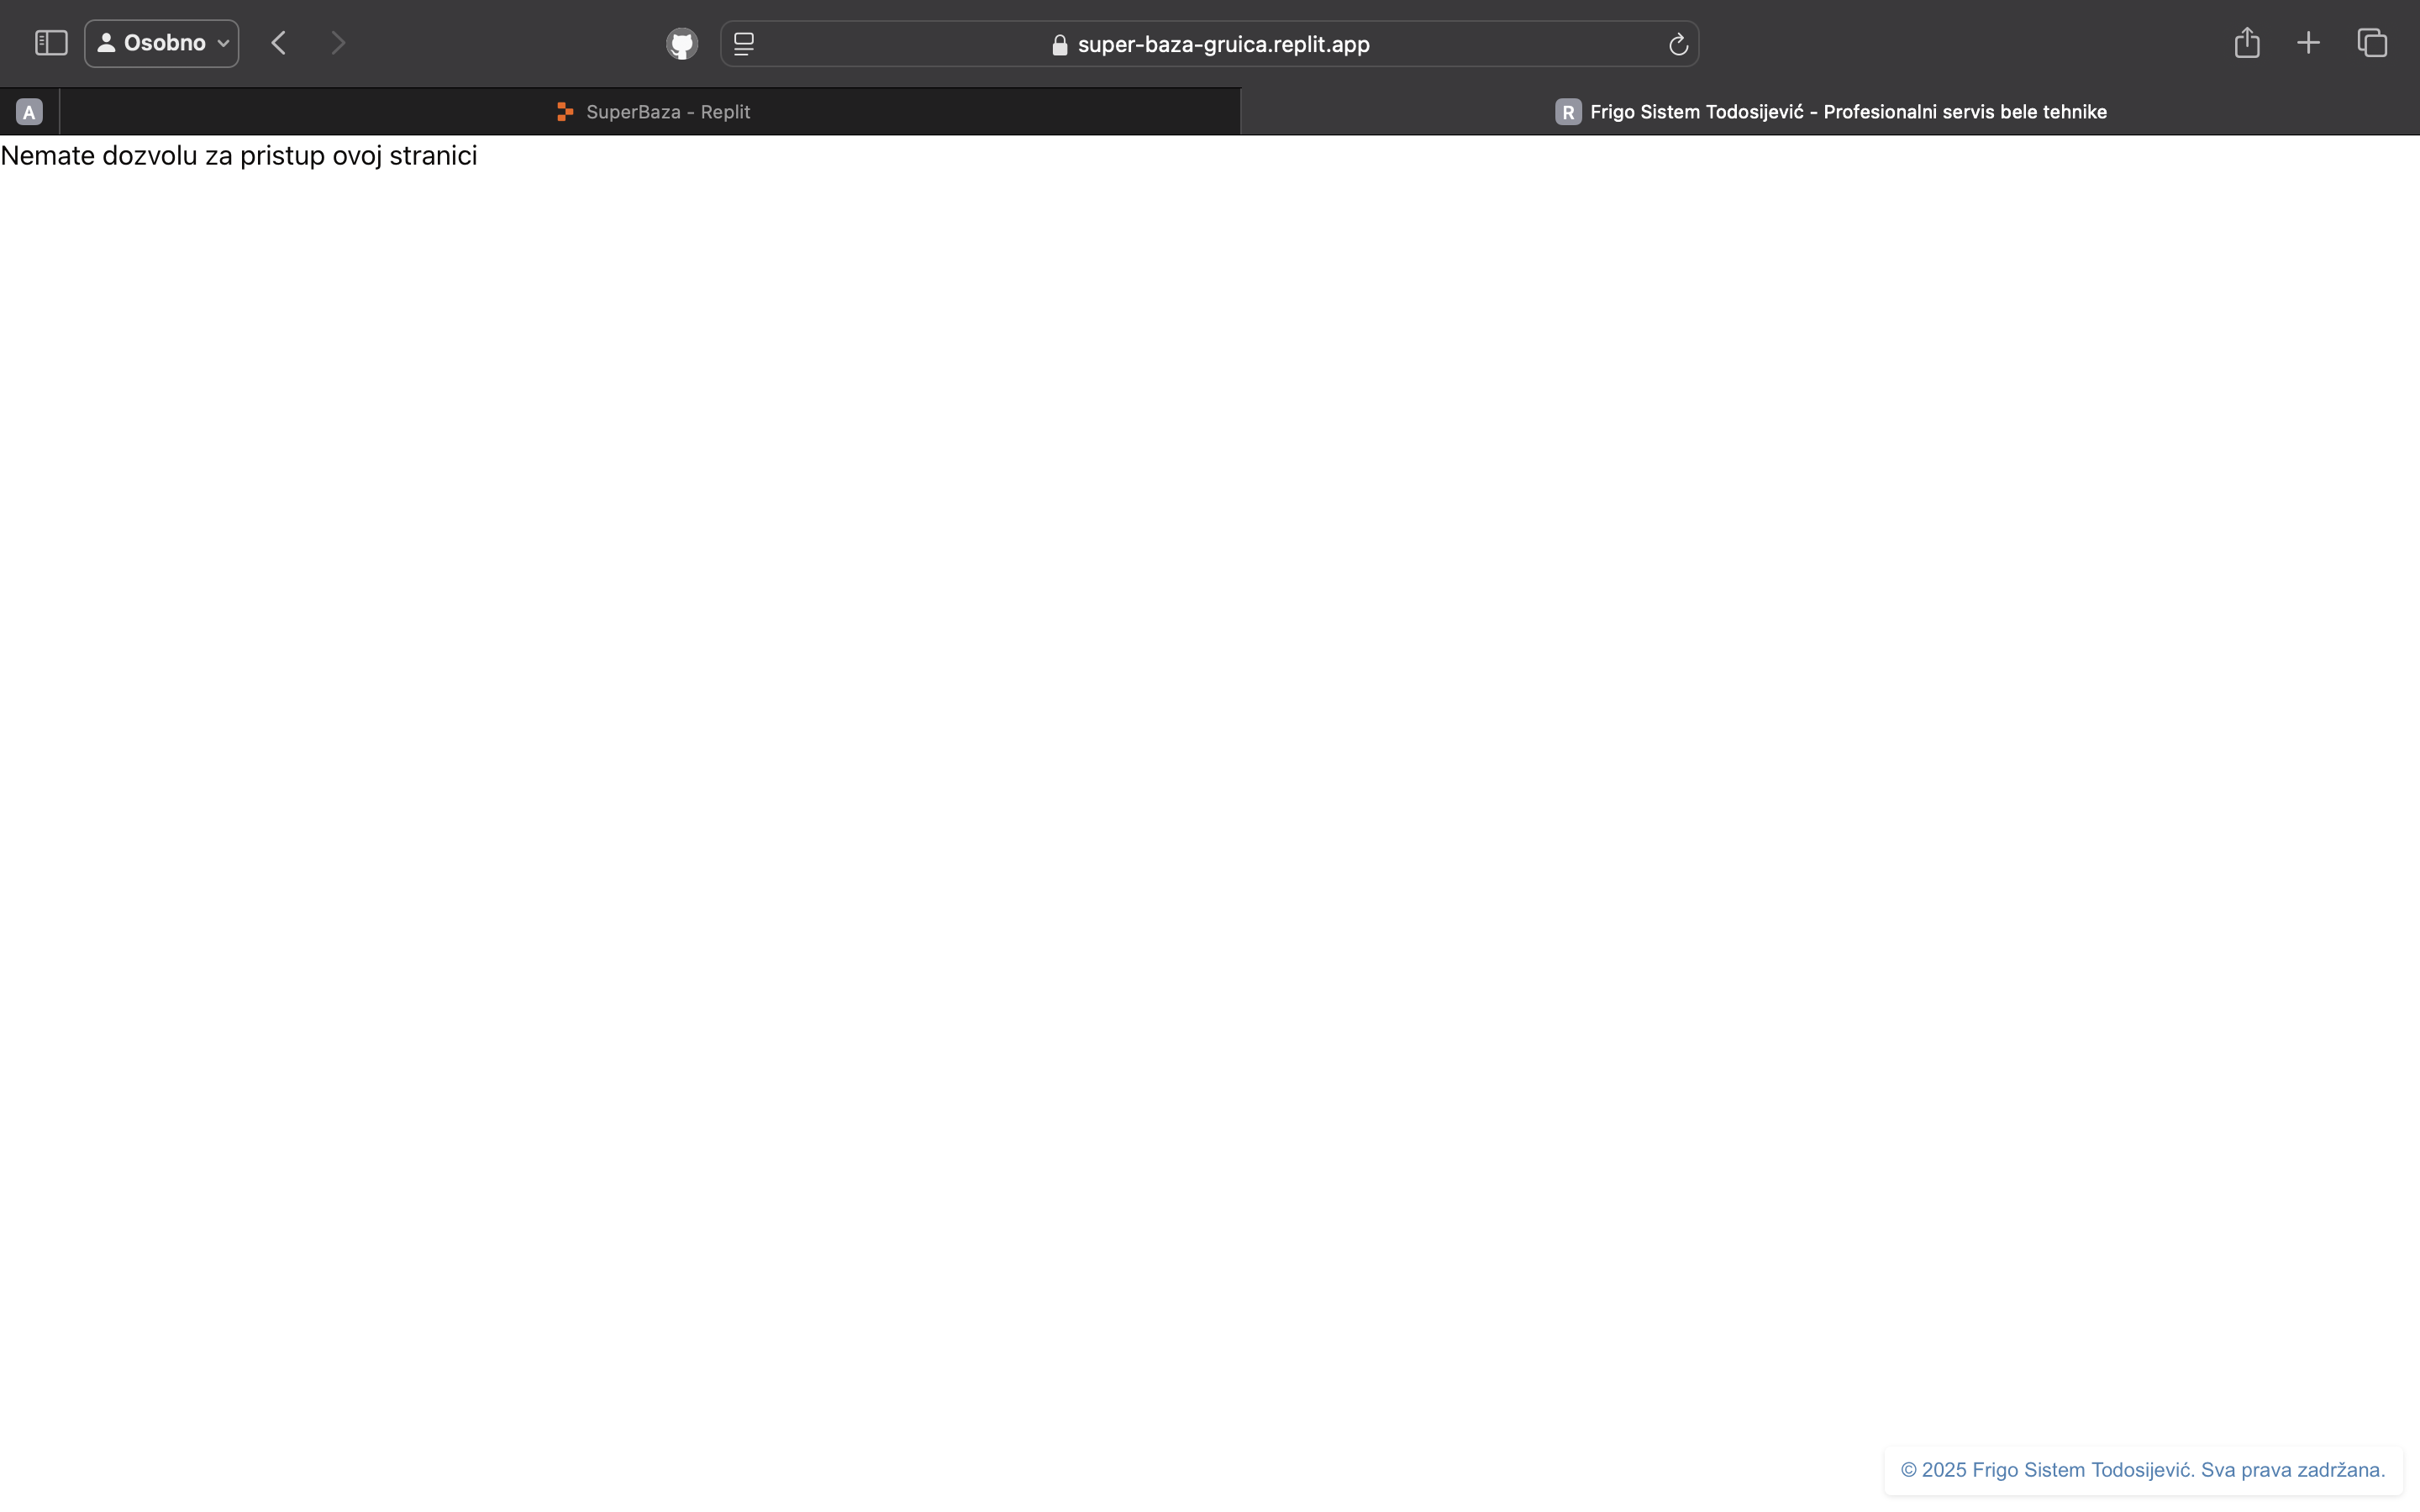 Osobno
super-baza-gruica.replit.app
A
SuperBaza - Replit
R Frigo Sistem Todosijević - Profesionalni servis bele tehnike
Nemate dozvolu za pristup ovoj stranici
© 2025 Frigo Sistem Todosijević. Sva prava zadržana.